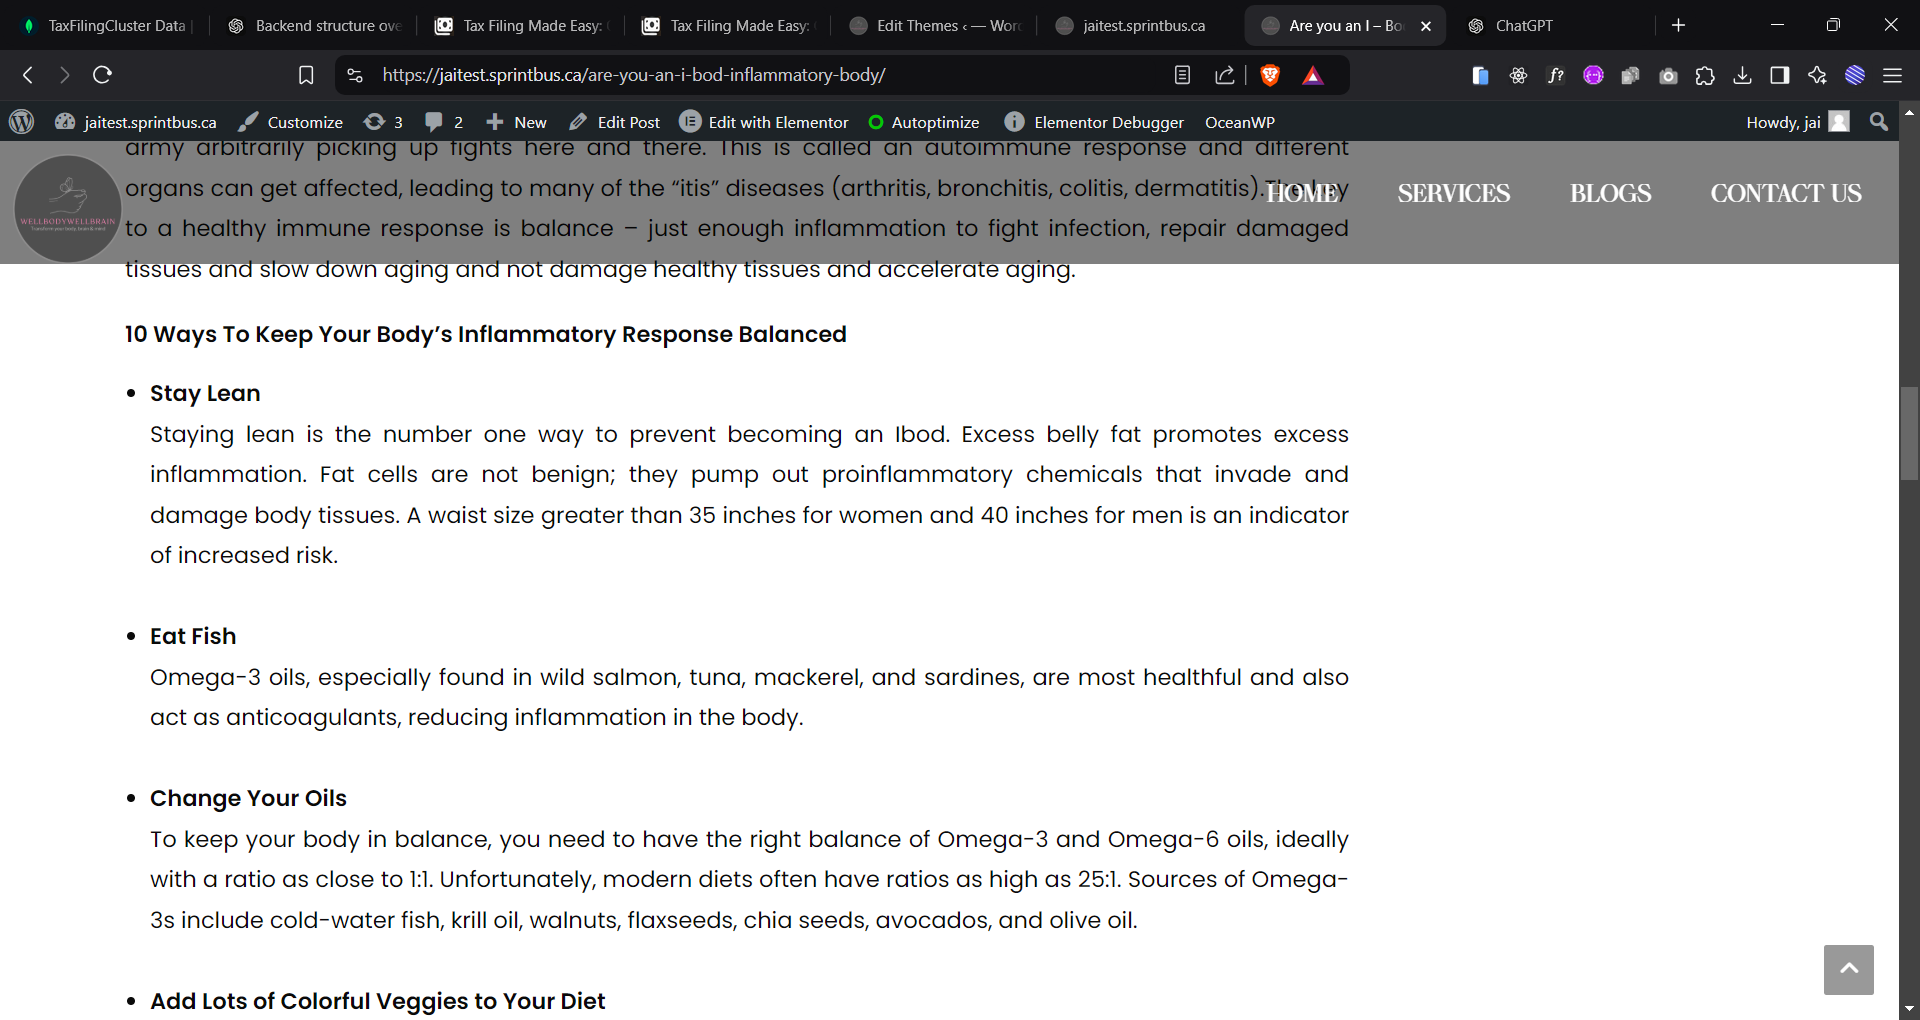 TaxFilingCluster Data
Backend structure ove
Tax Filing Made Easy:
Tax Filing Made Easy:
Edit Themes ‹ — Word
jaitest.sprintbus.ca
Are you an I – Bo
ChatGPT
https://jaitest.sprintbus.ca/are-you-an-i-bod-inflammatory-body/
jaitest.sprintbus.ca
Customize
3
2
New
Edit Post
Edit with Elementor
Autoptimize
Elementor Debugger
OceanWP
Howdy, jai
WELLBODYWELLBRAIN
Transform your body, brain & mind
HOME
SERVICES
BLOGS
CONTACT US
army arbitrarily picking up fights here and there. This is called an autoimmune response and different
organs can get affected, leading to many of the “itis” diseases (arthritis, bronchitis, colitis, dermatitis). The key
to a healthy immune response is balance – just enough inflammation to fight infection, repair damaged
tissues and slow down aging and not damage healthy tissues and accelerate aging.
10 Ways To Keep Your Body’s Inflammatory Response Balanced
• Stay Lean
Staying lean is the number one way to prevent becoming an Ibod. Excess belly fat promotes excess
inflammation. Fat cells are not benign; they pump out proinflammatory chemicals that invade and
damage body tissues. A waist size greater than 35 inches for women and 40 inches for men is an indicator
of increased risk.
• Eat Fish
Omega-3 oils, especially found in wild salmon, tuna, mackerel, and sardines, are most healthful and also
act as anticoagulants, reducing inflammation in the body.
• Change Your Oils
To keep your body in balance, you need to have the right balance of Omega-3 and Omega-6 oils, ideally
with a ratio as close to 1:1. Unfortunately, modern diets often have ratios as high as 25:1. Sources of Omega-
3s include cold-water fish, krill oil, walnuts, flaxseeds, chia seeds, avocados, and olive oil.
• Add Lots of Colorful Veggies to Your Diet